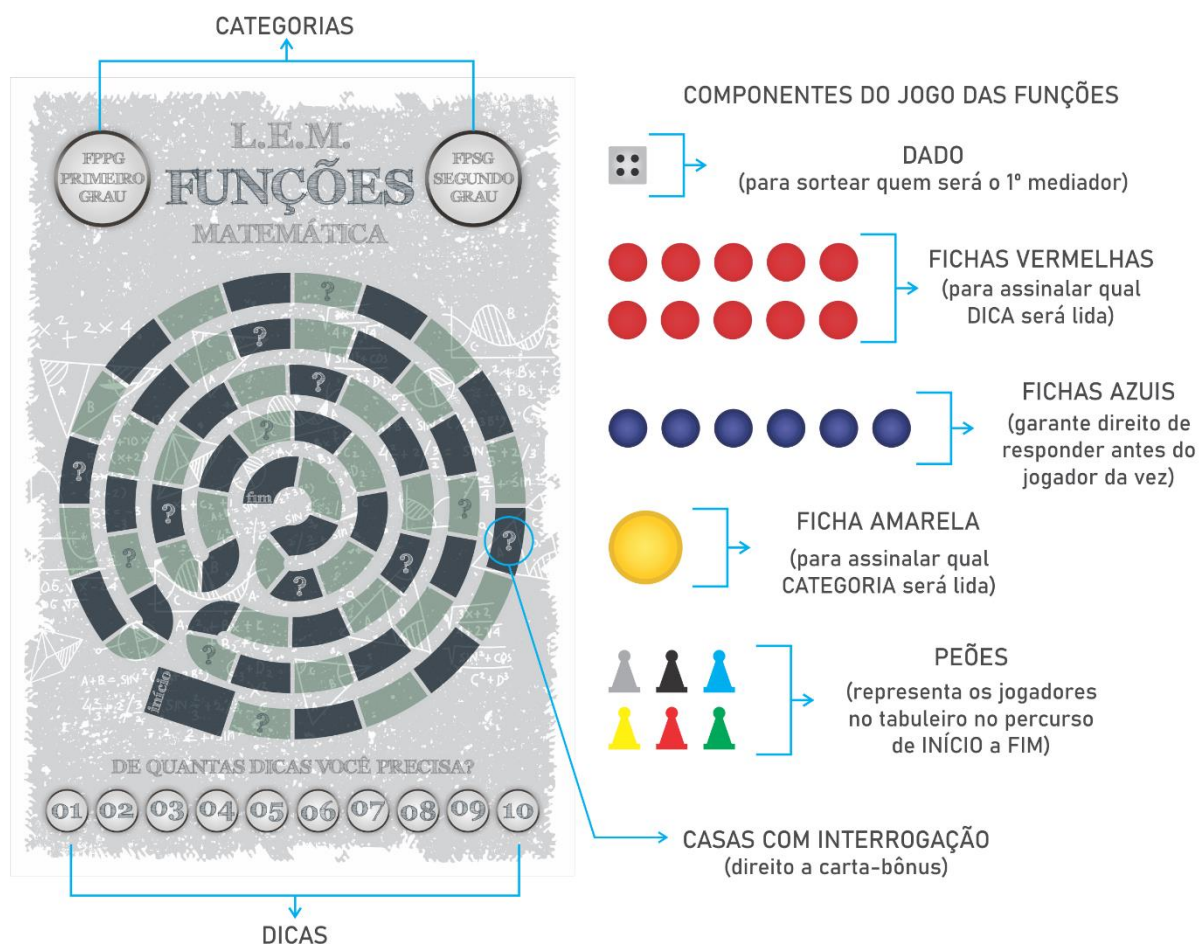 CATEGORIAS
FPPG
PRIMEIRO
GRAU
L.E.M.
FUNÇÕES
MATEMÁTICA
FPSG
SEGUNDO
GRAU
fim
início
DE QUANTAS DICAS VOCÊ PRECISA?
01 02 03 04 05 06 07 08 09 10
DICAS
COMPONENTES DO JOGO DAS FUNÇÕES
DADO
(para sortear quem será o 1º mediador)
FICHAS VERMELHAS
(para assinalar qual
DICA será lida)
FICHAS AZUIS
(garante direito de
responder antes do
jogador da vez)
FICHA AMARELA
(para assinalar qual
CATEGORIA será lida)
PEÕES
(representa os jogadores
no tabuleiro no percurso
de INÍCIO a FIM)
CASAS COM INTERROGAÇÃO
(direito a carta-bônus)